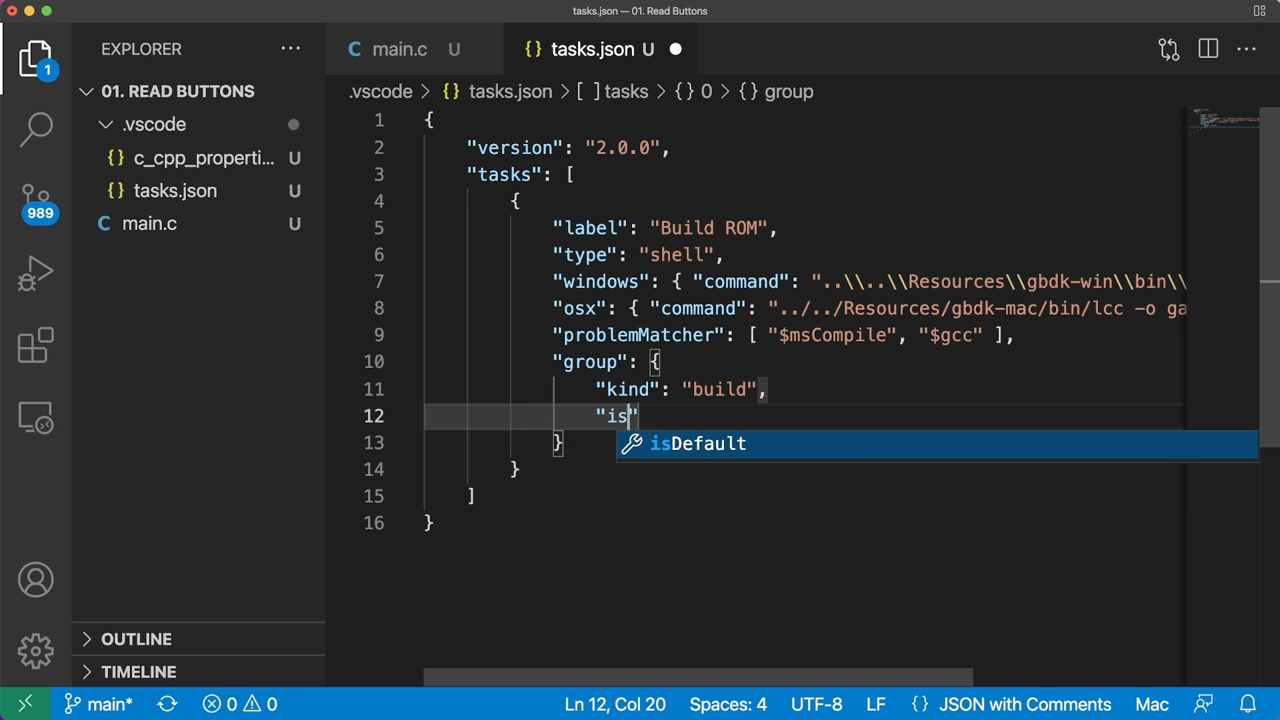 tasks.json — 01. Read Buttons
EXPLORER
1
01. READ BUTTONS
.vscode
{} c_cpp_properti... U
{} tasks.json U
C main.c U
989
OUTLINE
TIMELINE
C main.c U
{} tasks.json U
.vscode > {} tasks.json > [ ] tasks > {} 0 > {} group
1 {
2 "version": "2.0.0",
3 "tasks": [
4 {
5 "label": "Build ROM",
6 "type": "shell",
7 "windows": { "command": "..\\..\\Resources\\gbdk-win\\bin\\
8 "osx": { "command": "../../Resources/gbdk-mac/bin/lcc -o ga
9 "problemMatcher": [ "$msCompile", "$gcc" ],
10 "group": {
11 "kind": "build",
12 "is"
isDefault
13 }
14 }
15 ]
16 }
main* 0 0 Ln 12, Col 20 Spaces: 4 UTF-8 LF {} JSON with Comments Mac